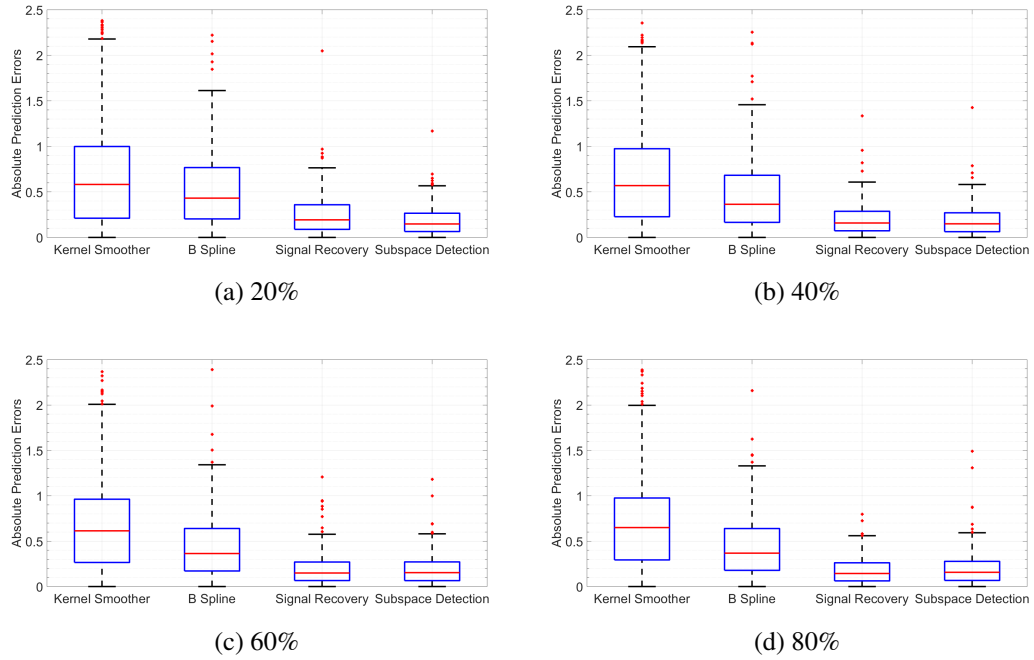 2.5
2
1.5
1
0.5
0
Absolute Prediction Errors
Kernel Smoother B Spline Signal Recovery Subspace Detection
(a) 20%
2.5
2
1.5
1
0.5
0
Absolute Prediction Errors
Kernel Smoother B Spline Signal Recovery Subspace Detection
(b) 40%
2.5
2
1.5
1
0.5
0
Absolute Prediction Errors
Kernel Smoother B Spline Signal Recovery Subspace Detection
(c) 60%
2.5
2
1.5
1
0.5
0
Absolute Prediction Errors
Kernel Smoother B Spline Signal Recovery Subspace Detection
(d) 80%